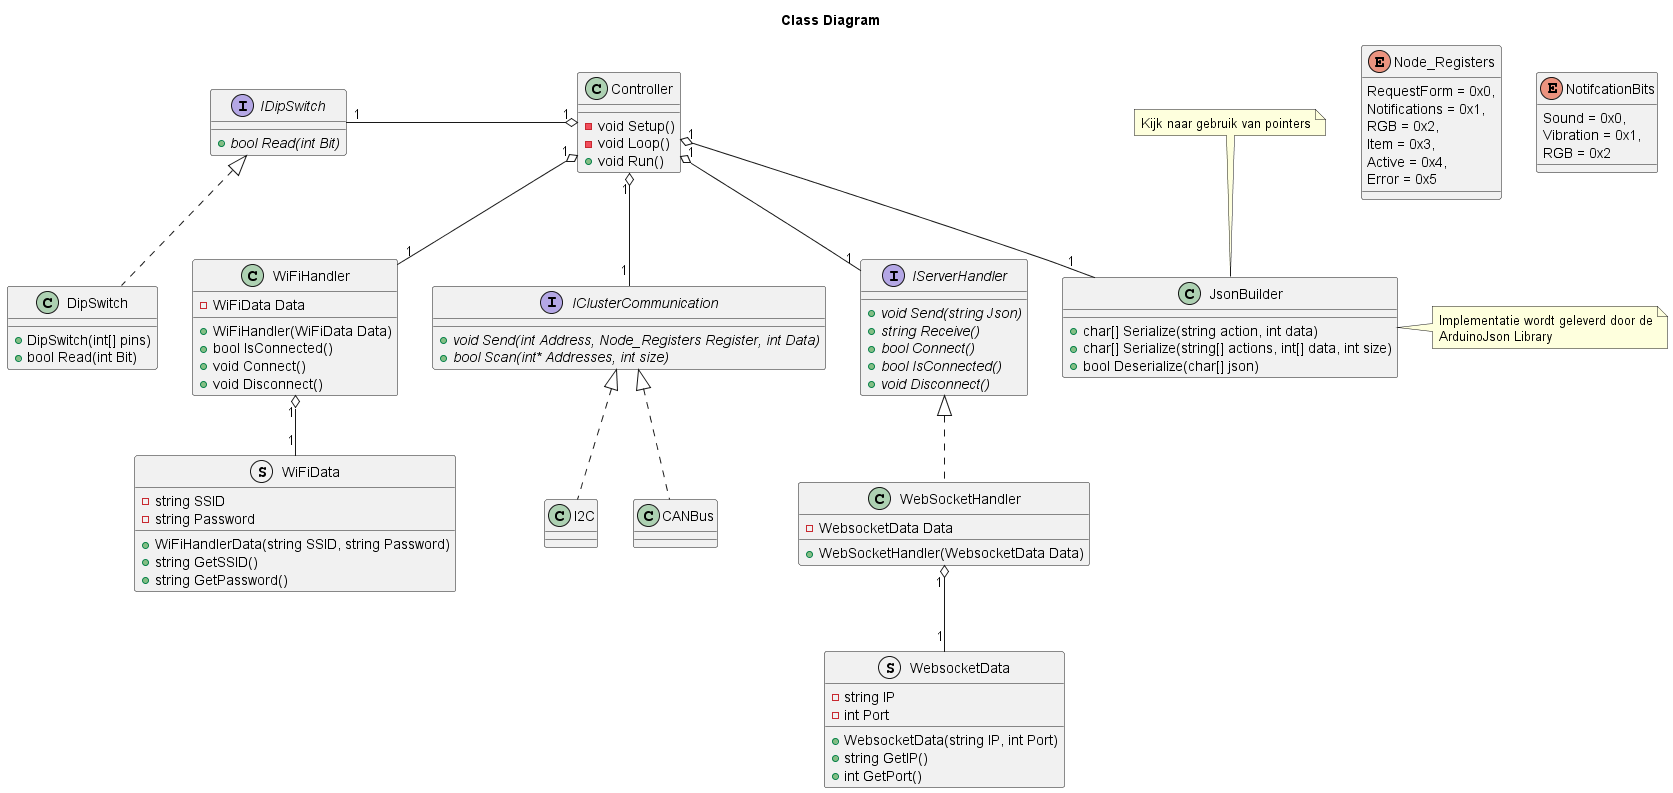 Class Diagram
I IDipSwitch
bool Read(int Bit)
1
1
C Controller
void Setup()
void Loop()
void Run()
1
1
1
1
Kijk naar gebruik van pointers
E Node_Registers
RequestForm = 0x0,
Notifications = 0x1,
RGB = 0x2,
Item = 0x3,
Active = 0x4,
Error = 0x5
E NotifcationBits
Sound = 0x0,
Vibration = 0x1,
RGB = 0x2
1
1
1
1
C DipSwitch
DipSwitch(int[] pins)
bool Read(int Bit)
C WiFiHandler
WiFiData Data
WiFiHandler(WiFiData Data)
bool IsConnected()
void Connect()
void Disconnect()
I IClusterCommunication
void Send(int Address, Node_Registers Register, int Data)
bool Scan(int* Addresses, int size)
I IServerHandler
void Send(string Json)
string Receive()
bool Connect()
bool IsConnected()
void Disconnect()
C JsonBuilder
char[] Serialize(string action, int data)
char[] Serialize(string[] actions, int[] data, int size)
bool Deserialize(char[] json)
Implementatie wordt geleverd door de
ArduinoJson Library
1
1
S WiFiData
string SSID
string Password
WiFiHandlerData(string SSID, string Password)
string GetSSID()
string GetPassword()
C I2C
C CANBus
C WebSocketHandler
WebsocketData Data
WebSocketHandler(WebsocketData Data)
1
1
S WebsocketData
string IP
int Port
WebsocketData(string IP, int Port)
string GetIP()
int GetPort()